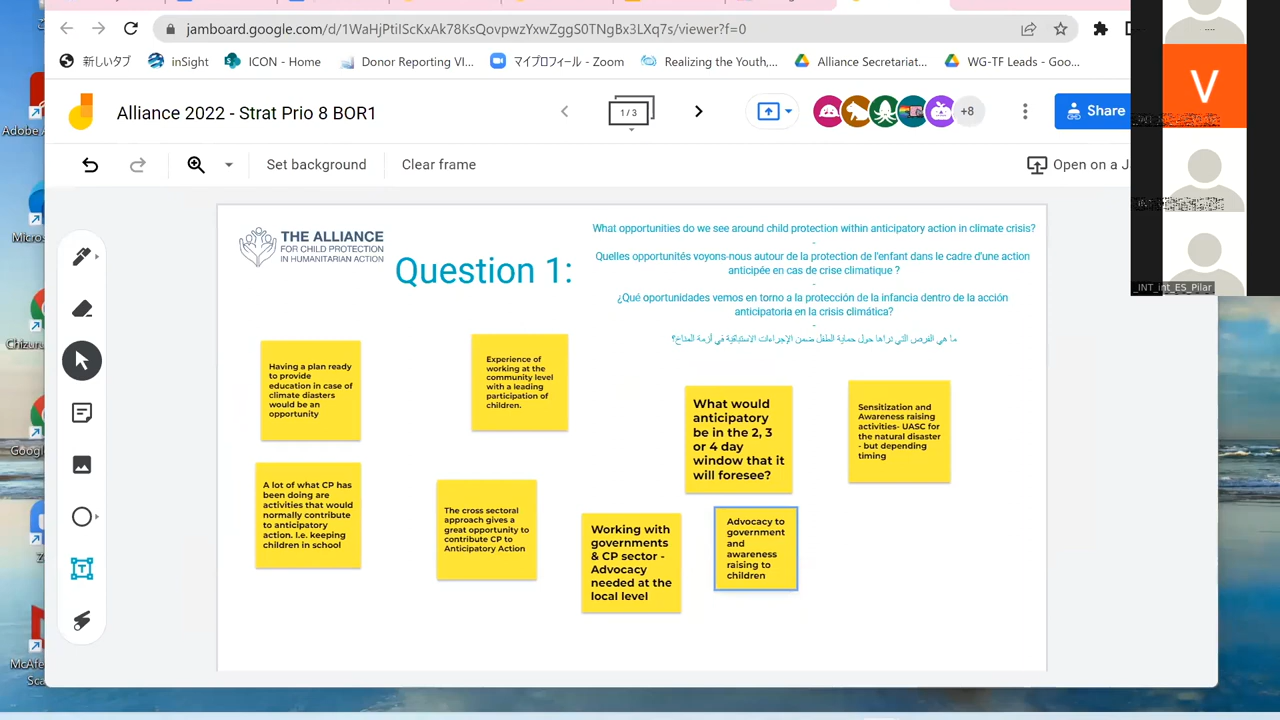 jamboard.google.com/d/1WaHjPtilScKxAk78KsQovpwzYxwZggS0TNgBx3LXq7s/viewer?f=0
新しいタブ
inSight
ICON - Home
Donor Reporting VI...
マイプロフィール - Zoom
Realizing the Youth,...
Alliance Secretariat...
WG-TF Leads - Goo...
Adobe A
Alliance 2022 - Strat Prio 8 BOR1
1/3
+8
Share
V
Set background
Clear frame
Open on a J
Micros
Chizuru
Google
McAfe
Sca
_INT_int_ES_Pilar
THE ALLIANCE
FOR CHILD PROTECTION
IN HUMANITARIAN ACTION
Question 1:
What opportunities do we see around child protection within anticipatory action in climate crisis?
-
Quelles opportunités voyons-nous autour de la protection de l'enfant dans le cadre d'une action
anticipée en cas de crise climatique ?
-
¿Qué oportunidades vemos en torno a la protección de la infancia dentro de la acción
anticipatoria en la crisis climática?
-
ما هي الفرص التي نراها حول حماية الطفل ضمن الإجراءات الاستباقية في أزمة المناخ؟
Having a plan ready
to provide
education in case of
climate diasters
would be an
opportunity
Experience of
working at the
community level
with a leading
participation of
children.
What would
anticipatory
be in the 2, 3
or 4 day
window that it
will foresee?
Sensitization and
Awareness raising
activities- UASC for
the natural disaster
- but depending
timing
A lot of what CP has
been doing are
activities that would
normally contribute
to anticipatory
action. I.e. keeping
children in school
The cross sectoral
approach gives a
great opportunity to
contribute CP to
Anticipatory Action
Working with
governments
& CP sector -
Advocacy
needed at the
local level
Advocacy to
government
and
awareness
raising to
children